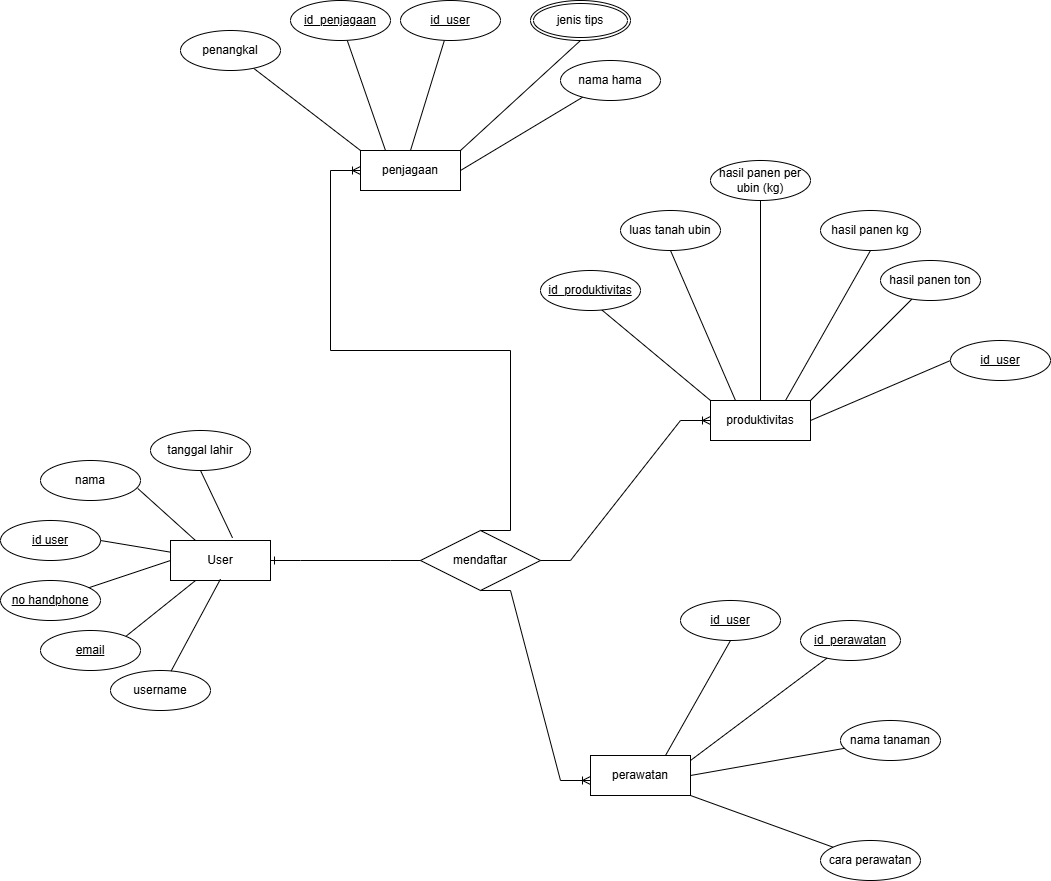 id_penjagaan
id_user
jenis tips
penangkal
nama hama
penjagaan
hasil panen per
ubin (kg)
luas tanah ubin
hasil panen kg
hasil panen ton
id_produktivitas
id_user
produktivitas
tanggal lahir
nama
id user
User
mendaftar
no handphone
email
username
id_user
id_perawatan
nama tanaman
perawatan
cara perawatan